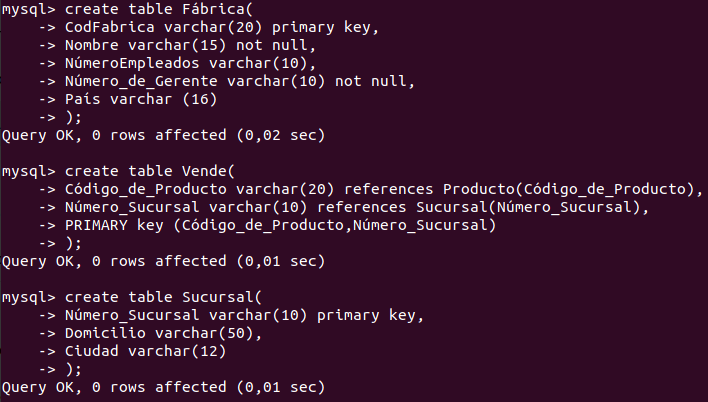 mysql> create table Fábrica(
    -> CodFabrica varchar(20) primary key,
    -> Nombre varchar(15) not null,
    -> NúmeroEmpleados varchar(10),
    -> Número_de_Gerente varchar(10) not null,
    -> País varchar (16)
    -> );
Query OK, 0 rows affected (0,02 sec)
mysql> create table Vende(
    -> Código_de_Producto varchar(20) references Producto(Código_de_Producto),
    -> Número_Sucursal varchar(10) references Sucursal(Número_Sucursal),
    -> PRIMARY key (Código_de_Producto,Número_Sucursal)
    -> );
Query OK, 0 rows affected (0,01 sec)
mysql> create table Sucursal(
    -> Número_Sucursal varchar(10) primary key,
    -> Domicilio varchar(50),
    -> Ciudad varchar(12)
    -> );
Query OK, 0 rows affected (0,01 sec)